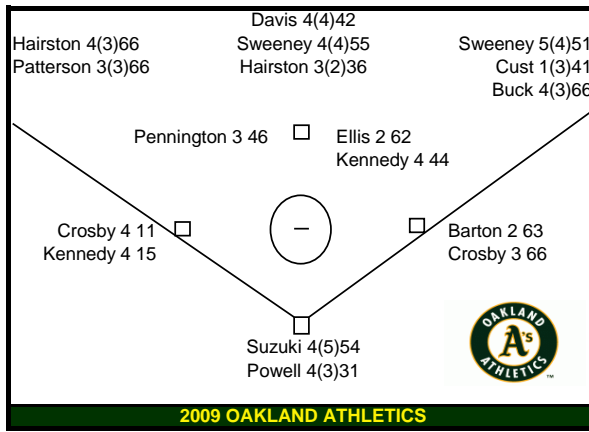 Davis 4(4)42
Hairston 4(3)66
Sweeney 4(4)55
Sweeney 5(4)51
Patterson 3(3)66
Hairston 3(2)36
Cust 1(3)41
Buck 4(3)66
Pennington 3 46
Ellis 2 62
Kennedy 4 44
Crosby 4 11
Barton 2 63
Kennedy 4 15
Crosby 3 66
OAKLAND
A's
ATHLETICS
TM
Suzuki 4(5)54
Powell 4(3)31
2009 OAKLAND ATHLETICS